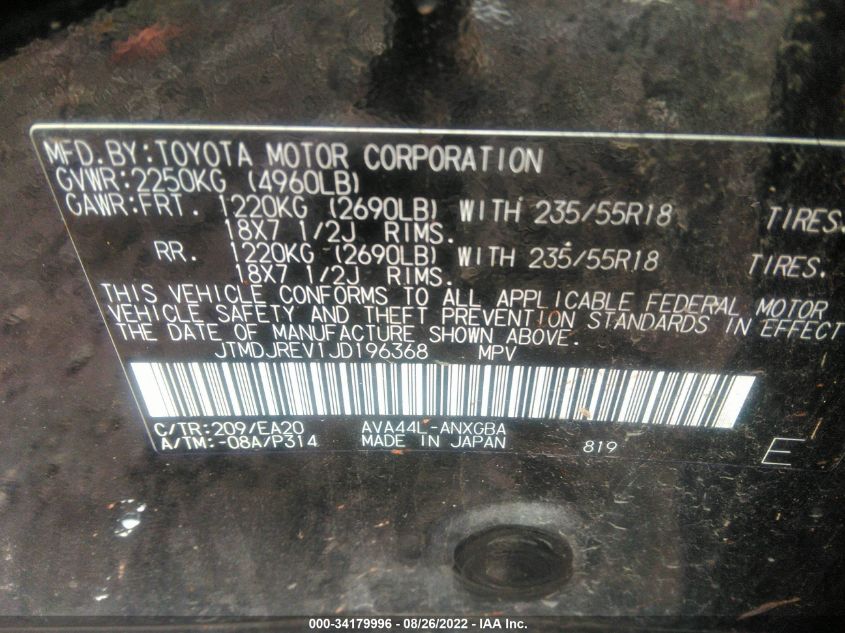 MFD.BY:TOYOTA MOTOR CORPORATION
GVWR:2250KG (4960LB)
GAWR:FRT. 1220KG (2690LB) WITH 235/55R18 TIRES.
18X7 1/2J RIMS.
RR. 1220KG (2690LB) WITH 235/55R18 TIRES.
18X7 1/2J RIMS.
THIS VEHICLE CONFORMS TO ALL APPLICABLE FEDERAL MOTOR
VEHICLE SAFETY AND THEFT PREVENTION STANDARDS IN EFFECT
THE DATE OF MANUFACTURE SHOWN ABOVE.
JTMDJREV1JD196368 MPV
C/TR:209/EA20 AVA44L-ANXGBA
A/TM:-08A/P314 MADE IN JAPAN 819 E
000-34179996 - 08/26/2022 - IAA, Inc.